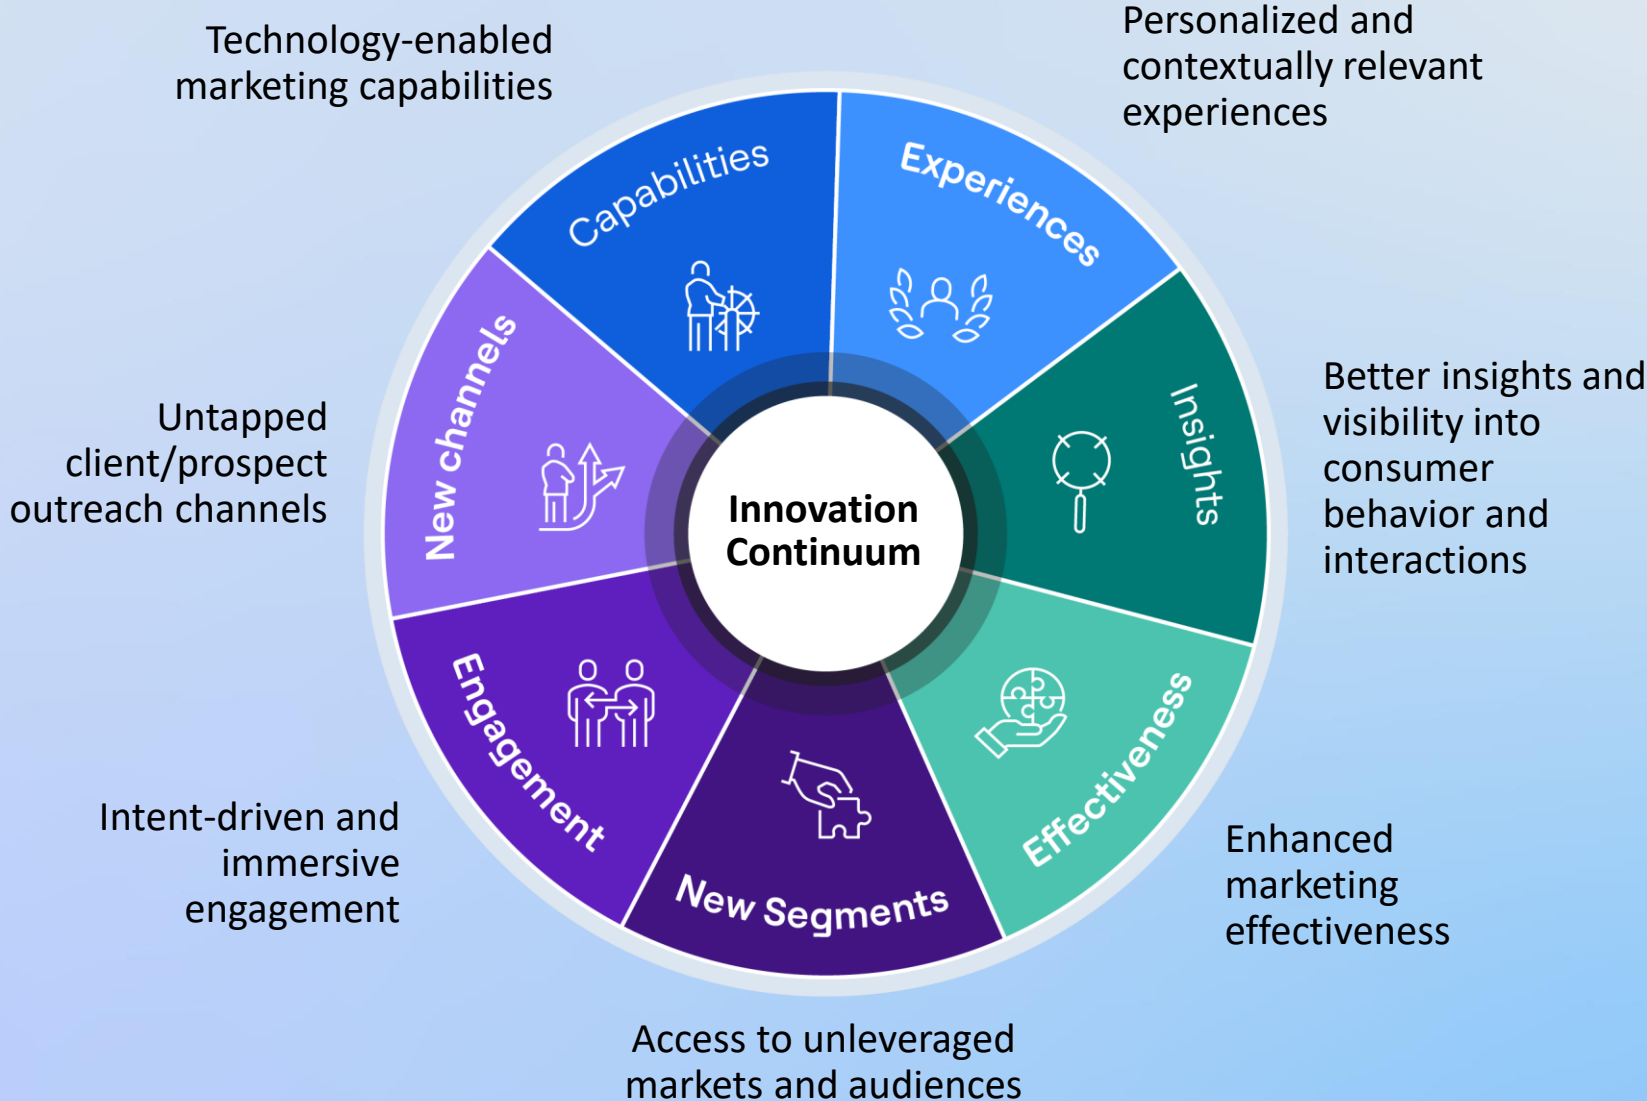 Technology-enabled
marketing capabilities
Personalized and
contextually relevant
experiences
Capabilities
Experiences
New channels
Insights
Untapped
client/prospect
outreach channels
Better insights and
visibility into
consumer
behavior and
interactions
Innovation
Continuum
Engagement
Effectiveness
New Segments
Intent-driven and
immersive
engagement
Enhanced
marketing
effectiveness
Access to unleveraged
markets and audiences